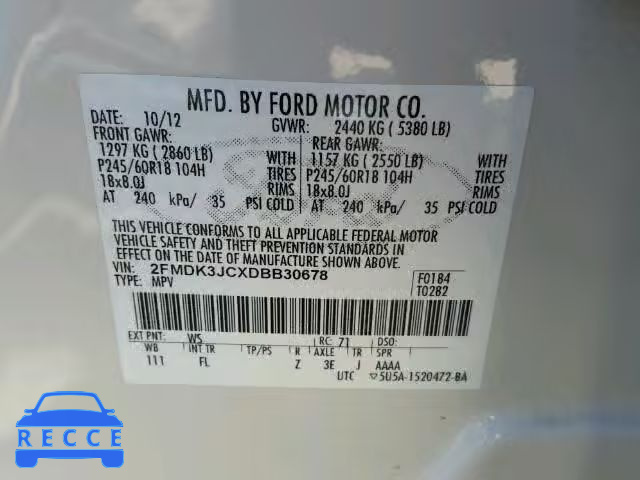 MFD. BY FORD MOTOR CO.
DATE: 10/12 GVWR: 2440 KG ( 5380 LB)
FRONT GAWR: REAR GAWR:
1297 KG ( 2860 LB) WITH 1157 KG ( 2550 LB) WITH
P245/60R18 104H TIRES P245/60R18 104H TIRES
18x8.0J RIMS 18x8.0J RIMS
AT 240 kPa/ 35 PSI COLD AT 240 kPa/ 35 PSI COLD
THIS VEHICLE CONFORMS TO ALL APPLICABLE FEDERAL MOTOR
VEHICLE SAFETY AND THEFT PREVENTION STANDARDS IN
EFFECT ON THE DATE OF MANUFACTURE SHOWN ABOVE.
VIN: 2FMDK3JCXDBB30678 F0184
TYPE: MPV T0282
EXT PNT: WS RC: 71 DSO:
WB INT TR TP/PS R AXLE TR SPR
111 FL Z 3E J AAAA
UTC 5U5A-1520472-BA
RECCE